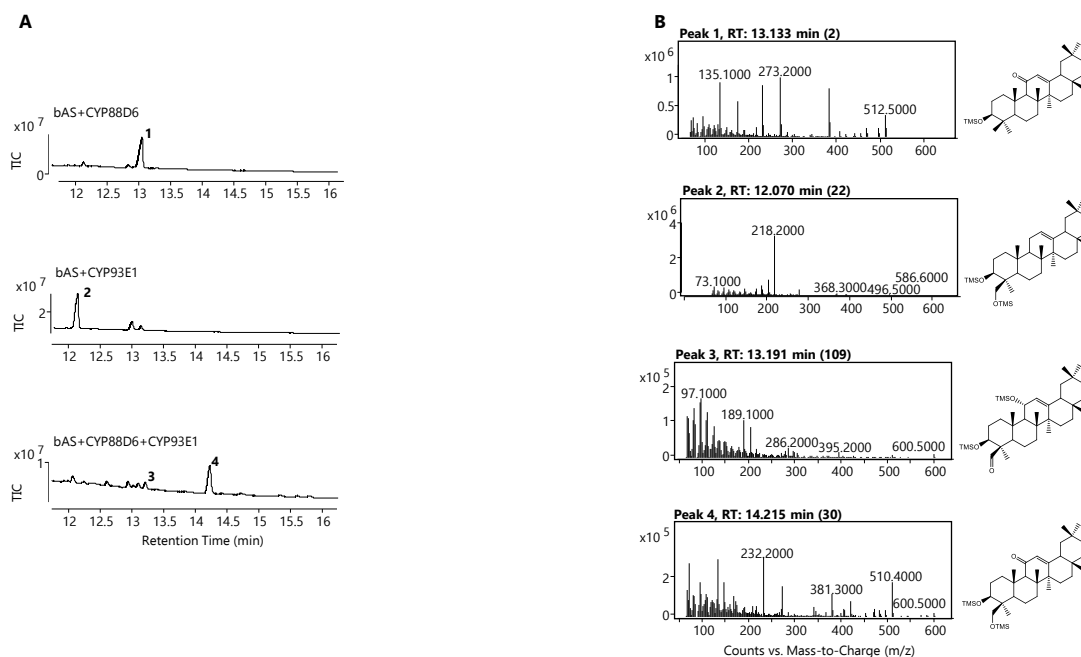 A
bAS+CYP88D6
x10 7
1
TIC
0
12 12.5 13 13.5 14 14.5 15 15.5 16
bAS+CYP93E1
x10 7
2
2
TIC
12 12.5 13 13.5 14 14.5 15 15.5 16
bAS+CYP88D6+CYP93E1
x10 7
1
3
4
TIC
12 12.5 13 13.5 14 14.5 15 15.5 16
Retention Time (min)
B
Peak 1, RT: 13.133 min (2)
x10 6
1
0.5
0
135.1000 273.2000
512.5000
100 200 300 400 500 600
O
TMSO
Peak 2, RT: 12.070 min (22)
x10 6
4
2
0
218.2000
73.1000
368.3000 496.5000
586.6000
100 200 300 400 500 600
TMSO
OTMS
Peak 3, RT: 13.191 min (109)
x10 5
2
1
0
97.1000
189.1000
286.2000 395.2000 600.5000
100 200 300 400 500 600
TMSO
TMSO
O
Peak 4, RT: 14.215 min (30)
x10 5
2
0
232.2000
381.3000
510.4000
600.5000
100 200 300 400 500 600
Counts vs. Mass-to-Charge (m/z)
O
TMSO
OTMS